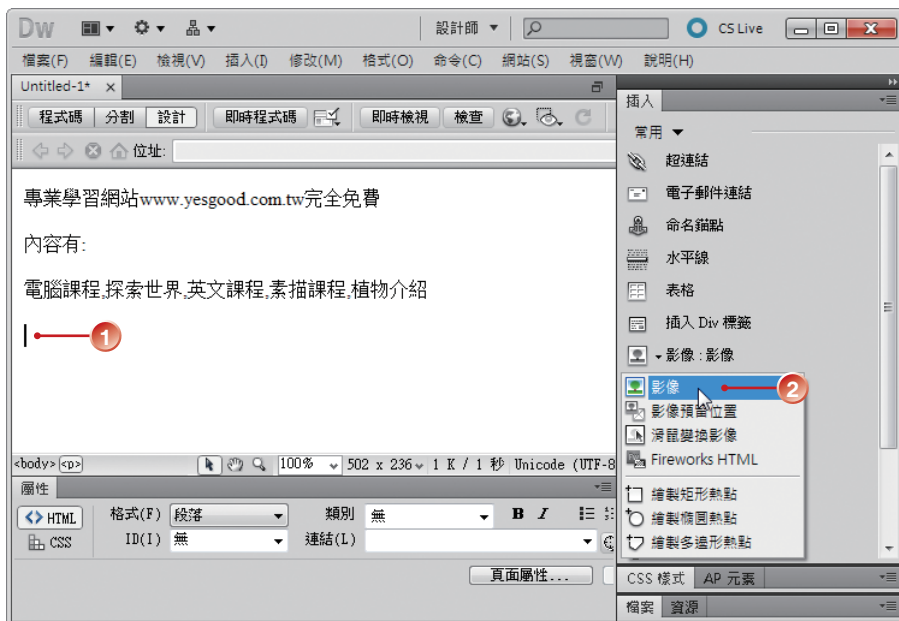 Dw 設計師 CS Live
檔案(F) 編輯(E) 檢視(V) 插入(I) 修改(M) 格式(O) 命令(C) 網站(S) 視窗(W) 說明(H)
Untitled-1*
程式碼 分割 設計 即時程式碼 即時檢視 檢查
位址:
專業學習網站www.yesgood.com.tw完全免費
內容有:
電腦課程,探索世界,英文課程,素描課程,植物介紹
1
<body> <p> 100% 502 x 236 1 K / 1 秒 Unicode (UTF-8
屬性
<> HTML 格式(F) 段落 類別 無 B I
CSS ID(I) 無 連結(L)
頁面屬性...
插入
常用
超連結
電子郵件連結
命名錨點
水平線
表格
插入 Div 標籤
影像 : 影像
影像 2
影像預留位置
滑鼠變換影像
Fireworks HTML
繪製矩形熱點
繪製橢圓熱點
繪製多邊形熱點
CSS 樣式 AP 元素
檔案 資源